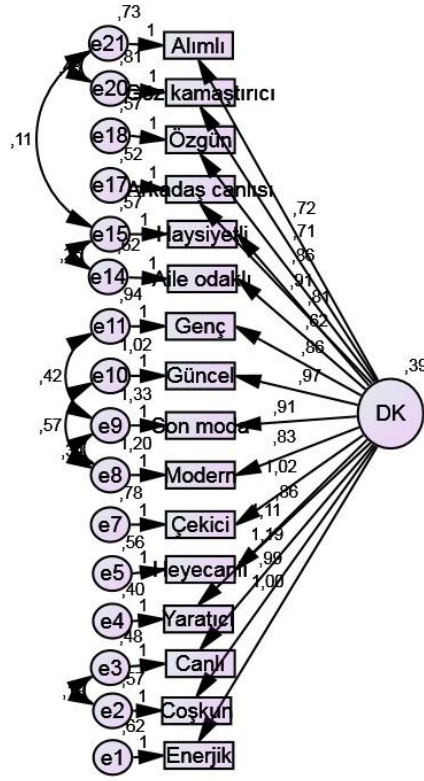 ,73
e21 1 Alımlı
,81
e20 1 Göz kamaştırıcı
,57
e18 1 Özgün
,52
e17 Arkadaş canlısı
,57
,11
e15 1 Haysiyetli
,62
e14 1 Aile odaklı
,94
e11 1 Genç
1,02
e10 1 Güncel
1,33
,42
e9 1 Son moda
1,20
,57
e8 1 Modern
,78
e7 1 Çekici
,56
e5 1 Heyecanlı
,40
e4 1 Yaratıcı
,48
e3 1 Canlı
,57
e2 1 Coşkun
,62
e1 1 Enerjik
,72
,71
,86
,91
,81
,62
,86
,97
,91
,83
1,02
,86
1,11
1,19
,99
1,00
,39
DK